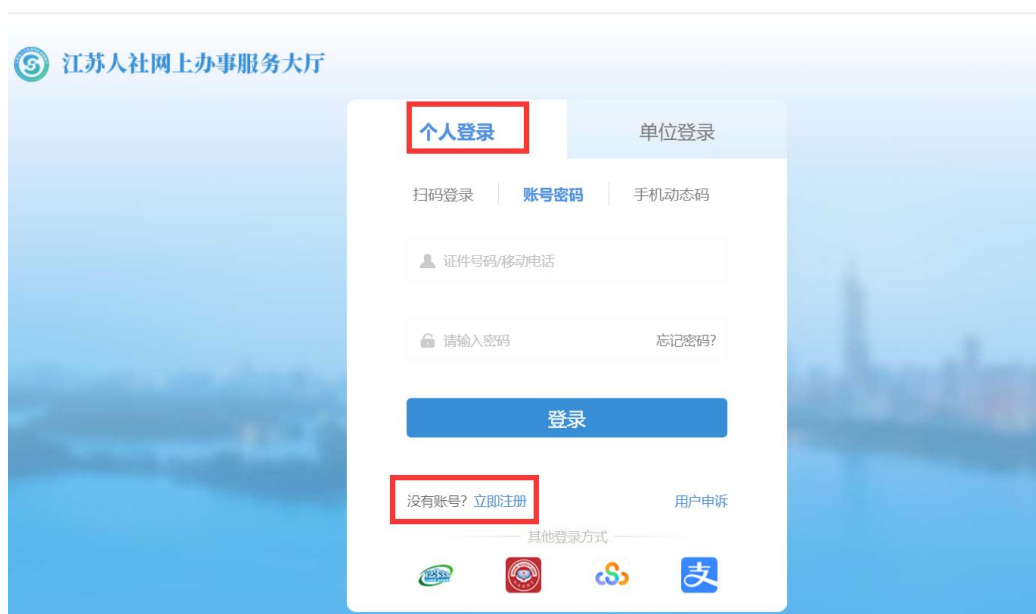 江苏人社网上办事服务大厅
个人登录 单位登录
扫码登录 账号密码 手机动态码
证件号码/移动电话
请输入密码 忘记密码?
登录
没有账号? 立即注册 用户申诉
其他登录方式
支